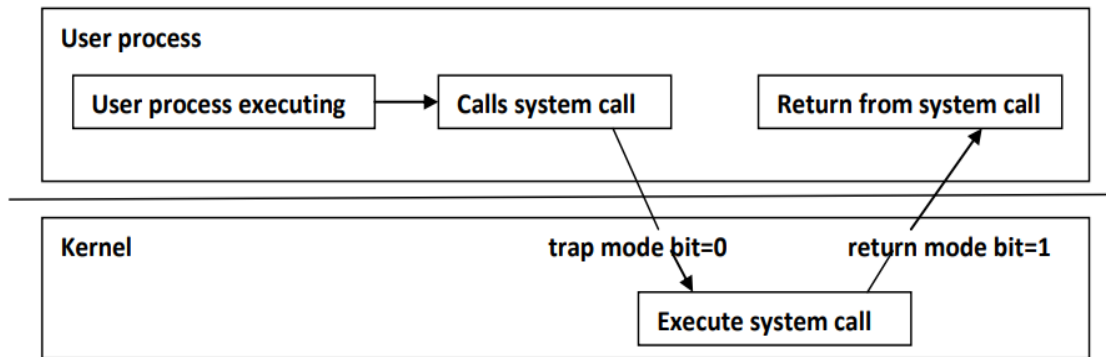 User process
User process executing
Calls system call
Return from system call
Kernel
trap mode bit=0
return mode bit=1
Execute system call